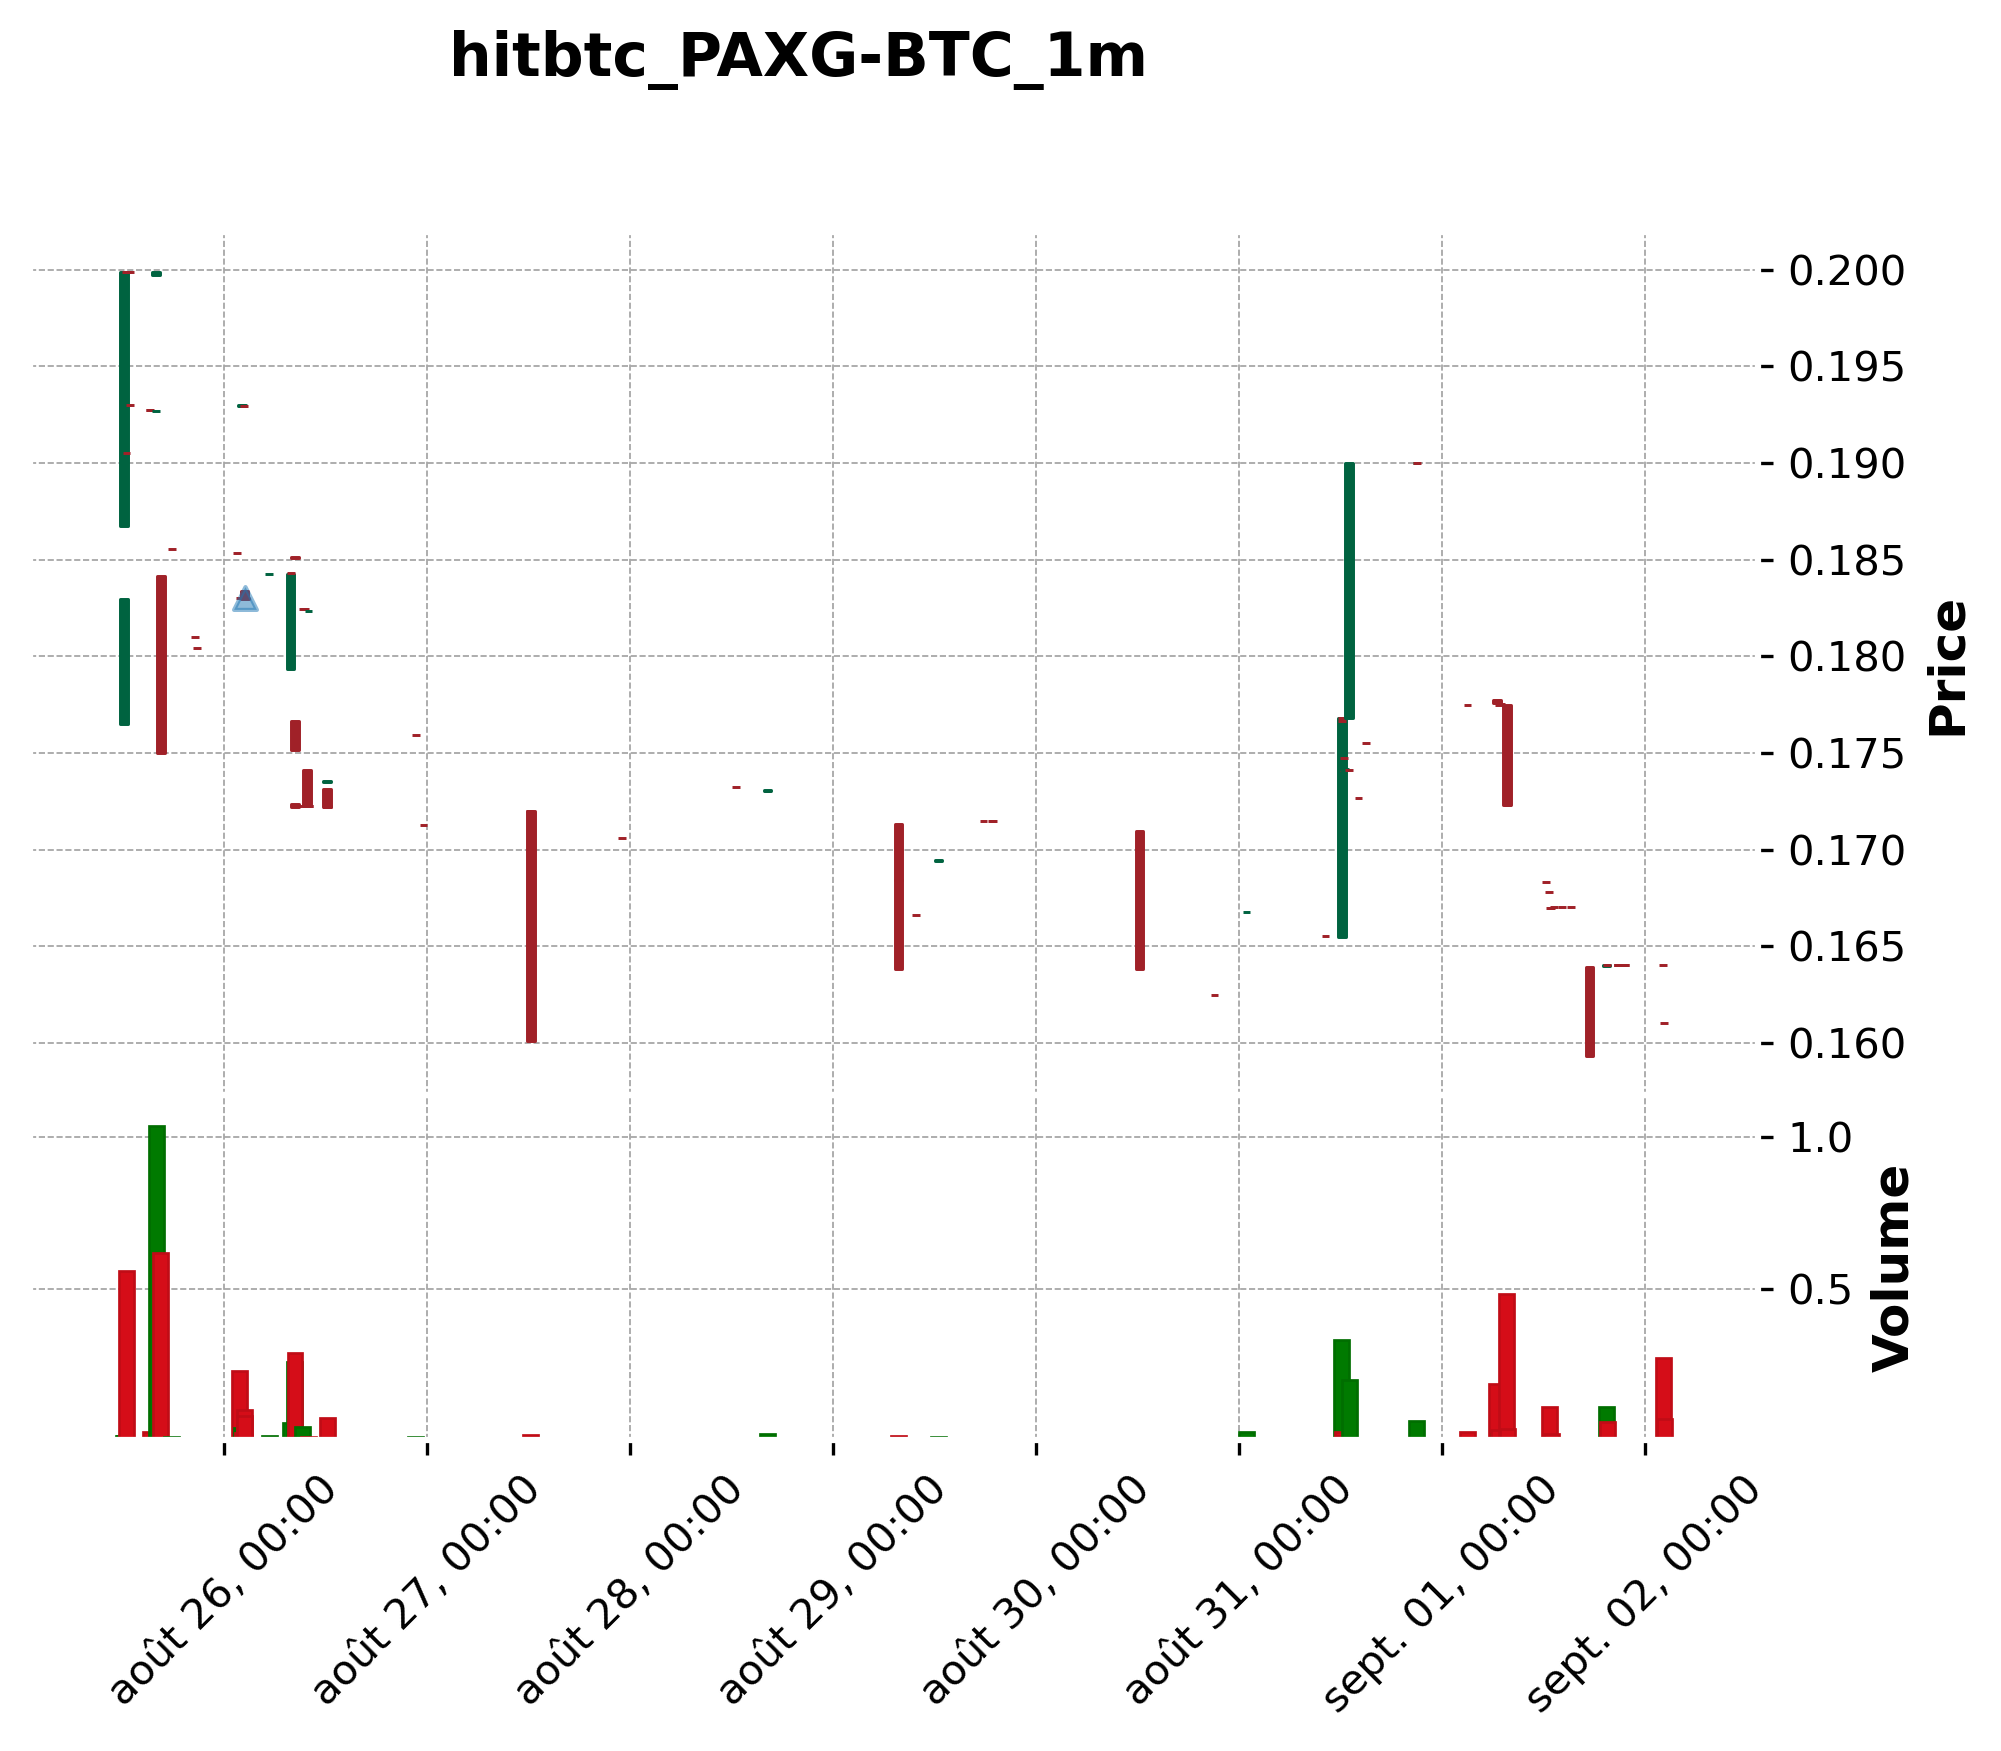 hitbtc_PAXG-BTC_1m
0.200
0.195
0.190
0.185
0.180
0.175
0.170
0.165
0.160
Price
1.0
0.5
Volume
août 26, 00:00
août 27, 00:00
août 28, 00:00
août 29, 00:00
août 30, 00:00
août 31, 00:00
sept. 01, 00:00
sept. 02, 00:00